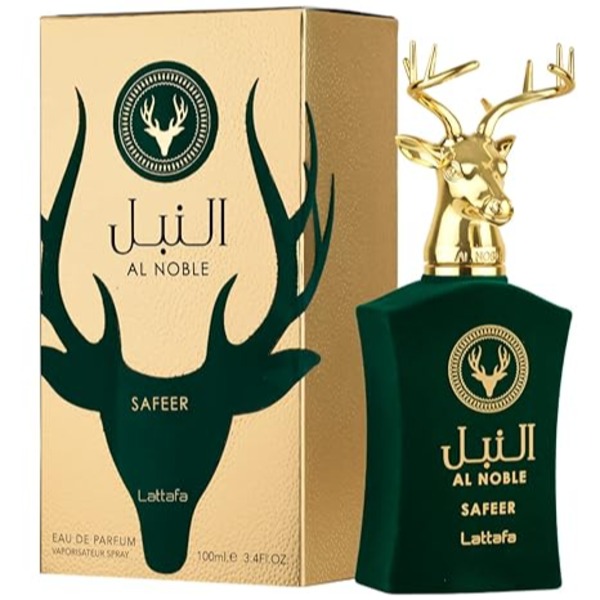 النبل
AL NOBLE
SAFEER
Lattafa
EAU DE PARFUM
VAPORISATEUR SPRAY
100ml.e 3.4Fl.OZ
AL NOBLE
النبل
AL NOBLE
SAFEER
Lattafa